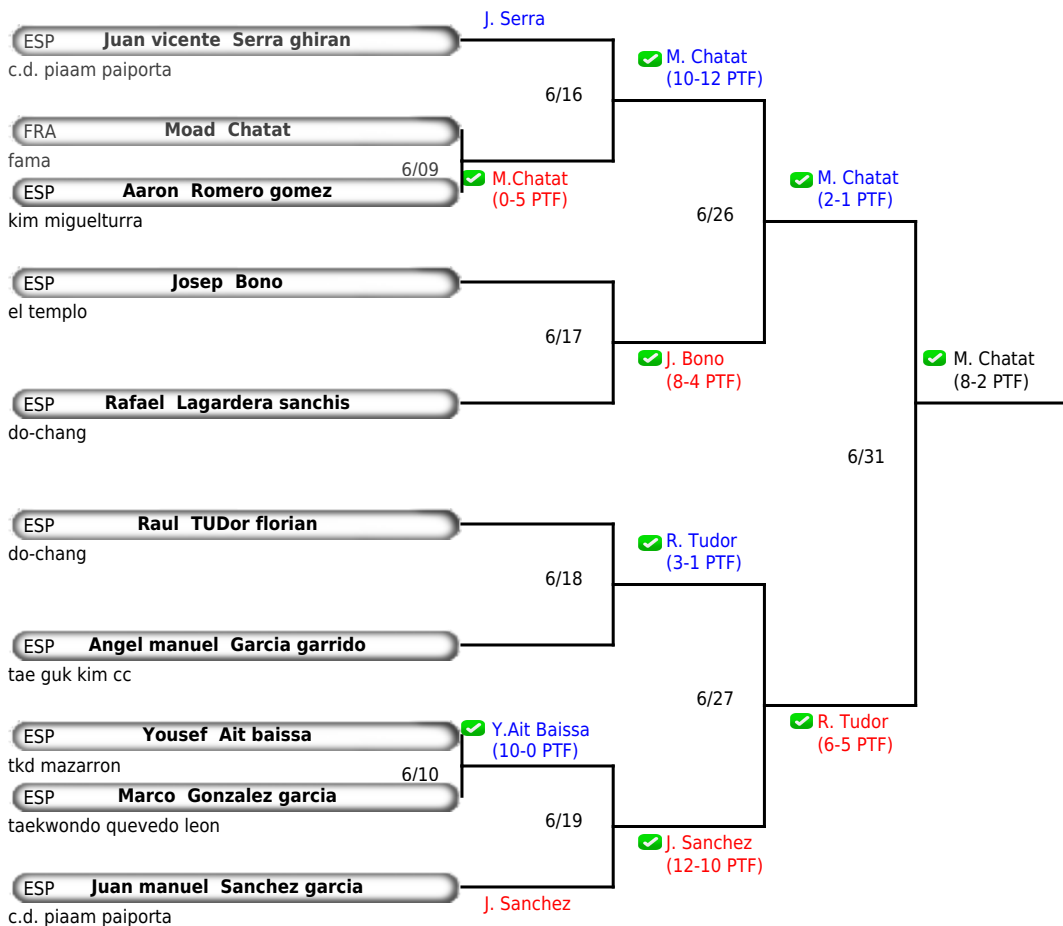 J. Serra
ESP Juan vicente Serra ghiran
c.d. piaam paiporta
M. Chatat
(10-12 PTF)
6/16
FRA Moad Chatat
fama
6/09
M.Chatat
(0-5 PTF)
ESP Aaron Romero gomez
kim miguelturra
M. Chatat
(2-1 PTF)
6/26
ESP Josep Bono
el templo
6/17
J. Bono
(8-4 PTF)
M. Chatat
(8-2 PTF)
ESP Rafael Lagardera sanchis
do-chang
6/31
ESP Raul TUDor florian
do-chang
R. Tudor
(3-1 PTF)
6/18
ESP Angel manuel Garcia garrido
tae guk kim cc
6/27
R. Tudor
(6-5 PTF)
ESP Yousef Ait baissa
tkd mazarron
Y.Ait Baissa
(10-0 PTF)
6/10
ESP Marco Gonzalez garcia
taekwondo quevedo leon
6/19
J. Sanchez
(12-10 PTF)
ESP Juan manuel Sanchez garcia
c.d. piaam paiporta
J. Sanchez